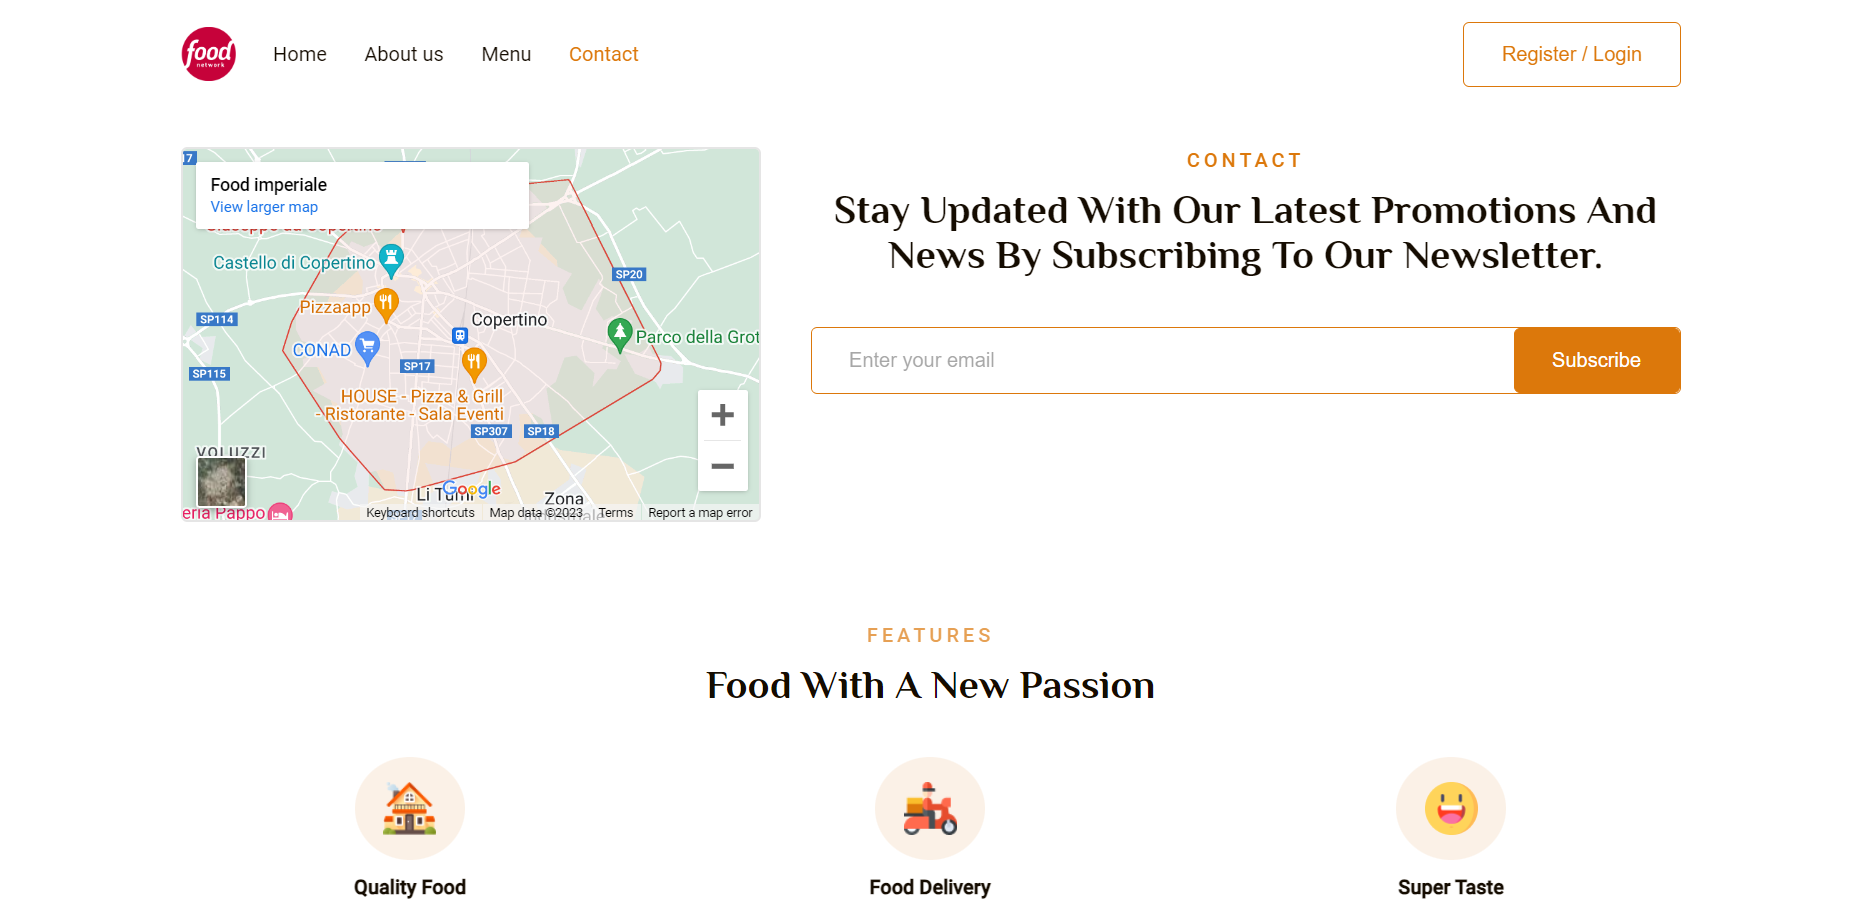 food
network
Home
About us
Menu
Contact
Register / Login
17
Food imperiale
View larger map
Castello di Copertino
SP20
Pizzaapp
SP114
Copertino
Parco della Grot
CONAD
SP17
SP115
HOUSE - Pizza & Grill
- Ristorante - Sala Eventi
SP307
SP18
VOLUZZI
Google
Zona
eria Pappo
Keyboard shortcuts
Map data ©2023
Terms
Report a map error
CONTACT
Stay Updated With Our Latest Promotions And
News By Subscribing To Our Newsletter.
Enter your email
Subscribe
FEATURES
Food With A New Passion
Quality Food
Food Delivery
Super Taste